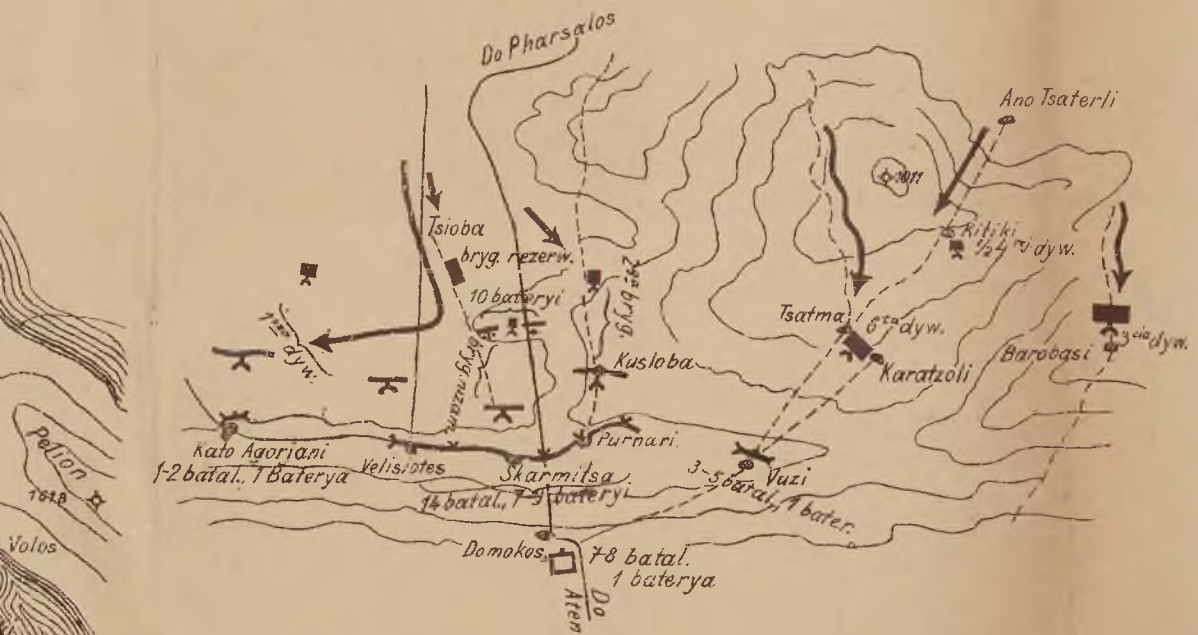 Do Pharsalos
Ano Tsaterli
1011
Tsioba
bryg. rezerw.
Ritiki
1/2 4tej dyw.
10 bateryi
2ga bryg.
1sza dyw.
bryg. nizam.
Tsatma
6ta dyw.
Karatzoli
Barobasi
3cia dyw.
Kusloba
Purnari.
Kato Agoriani
1-2 batal., 1 Baterya
Velisiotes
Skarmitsa
14 batal., 7-9 bateryi
Vuzi
3-5 batal., 1 bater.
Domokos
7-8 batal.
1 baterya
Do
Aten
Pelion
1618
Volos